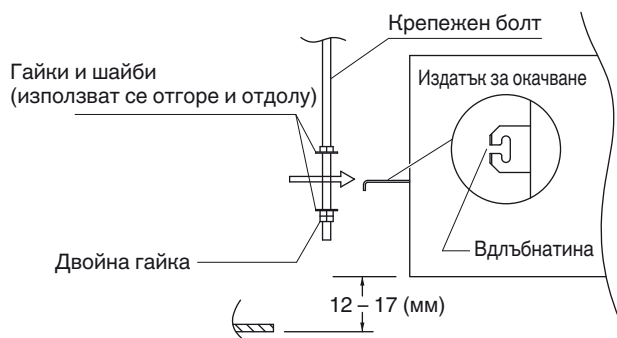 Крепежен болт
Гайки и шайби
(използват се отгоре и отдолу)
Издатък за окачване
Вдлъбнатина
Двойна гайка
12 – 17 (мм)